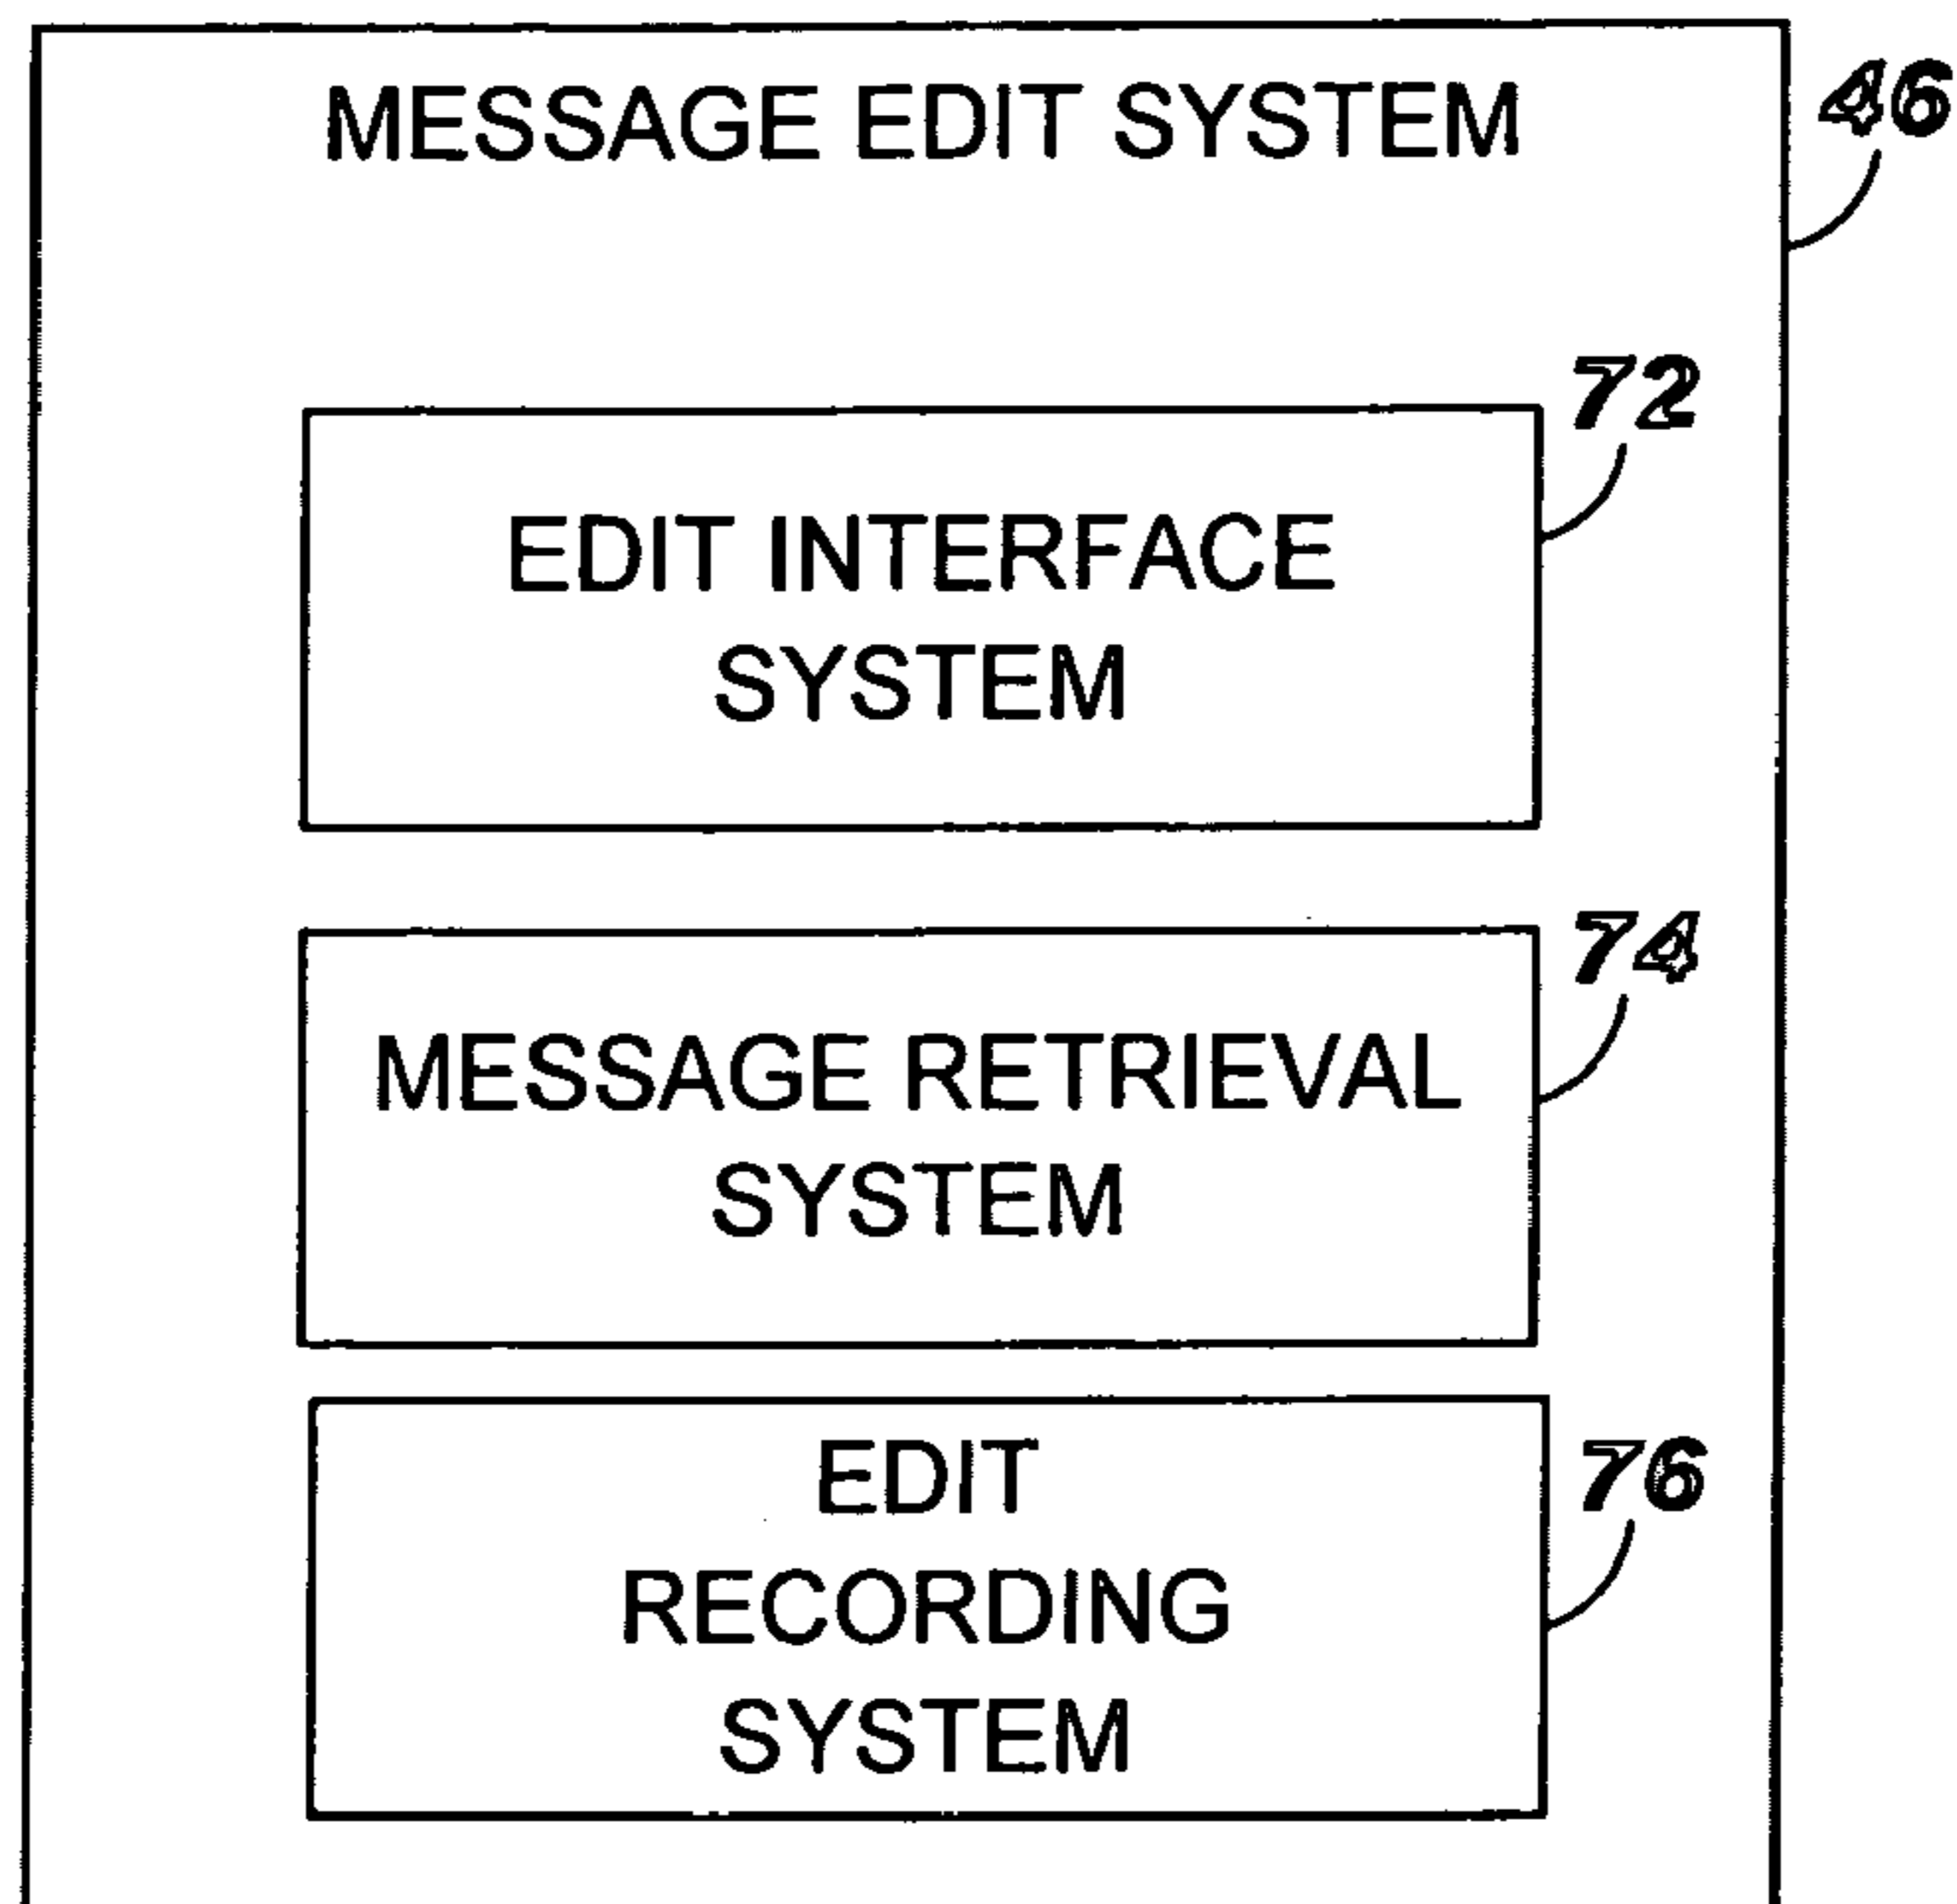 MESSAGE EDIT SYSTEM
46
72
EDIT INTERFACE
SYSTEM
74
MESSAGE RETRIEVAL
SYSTEM
76
EDIT
RECORDING
SYSTEM